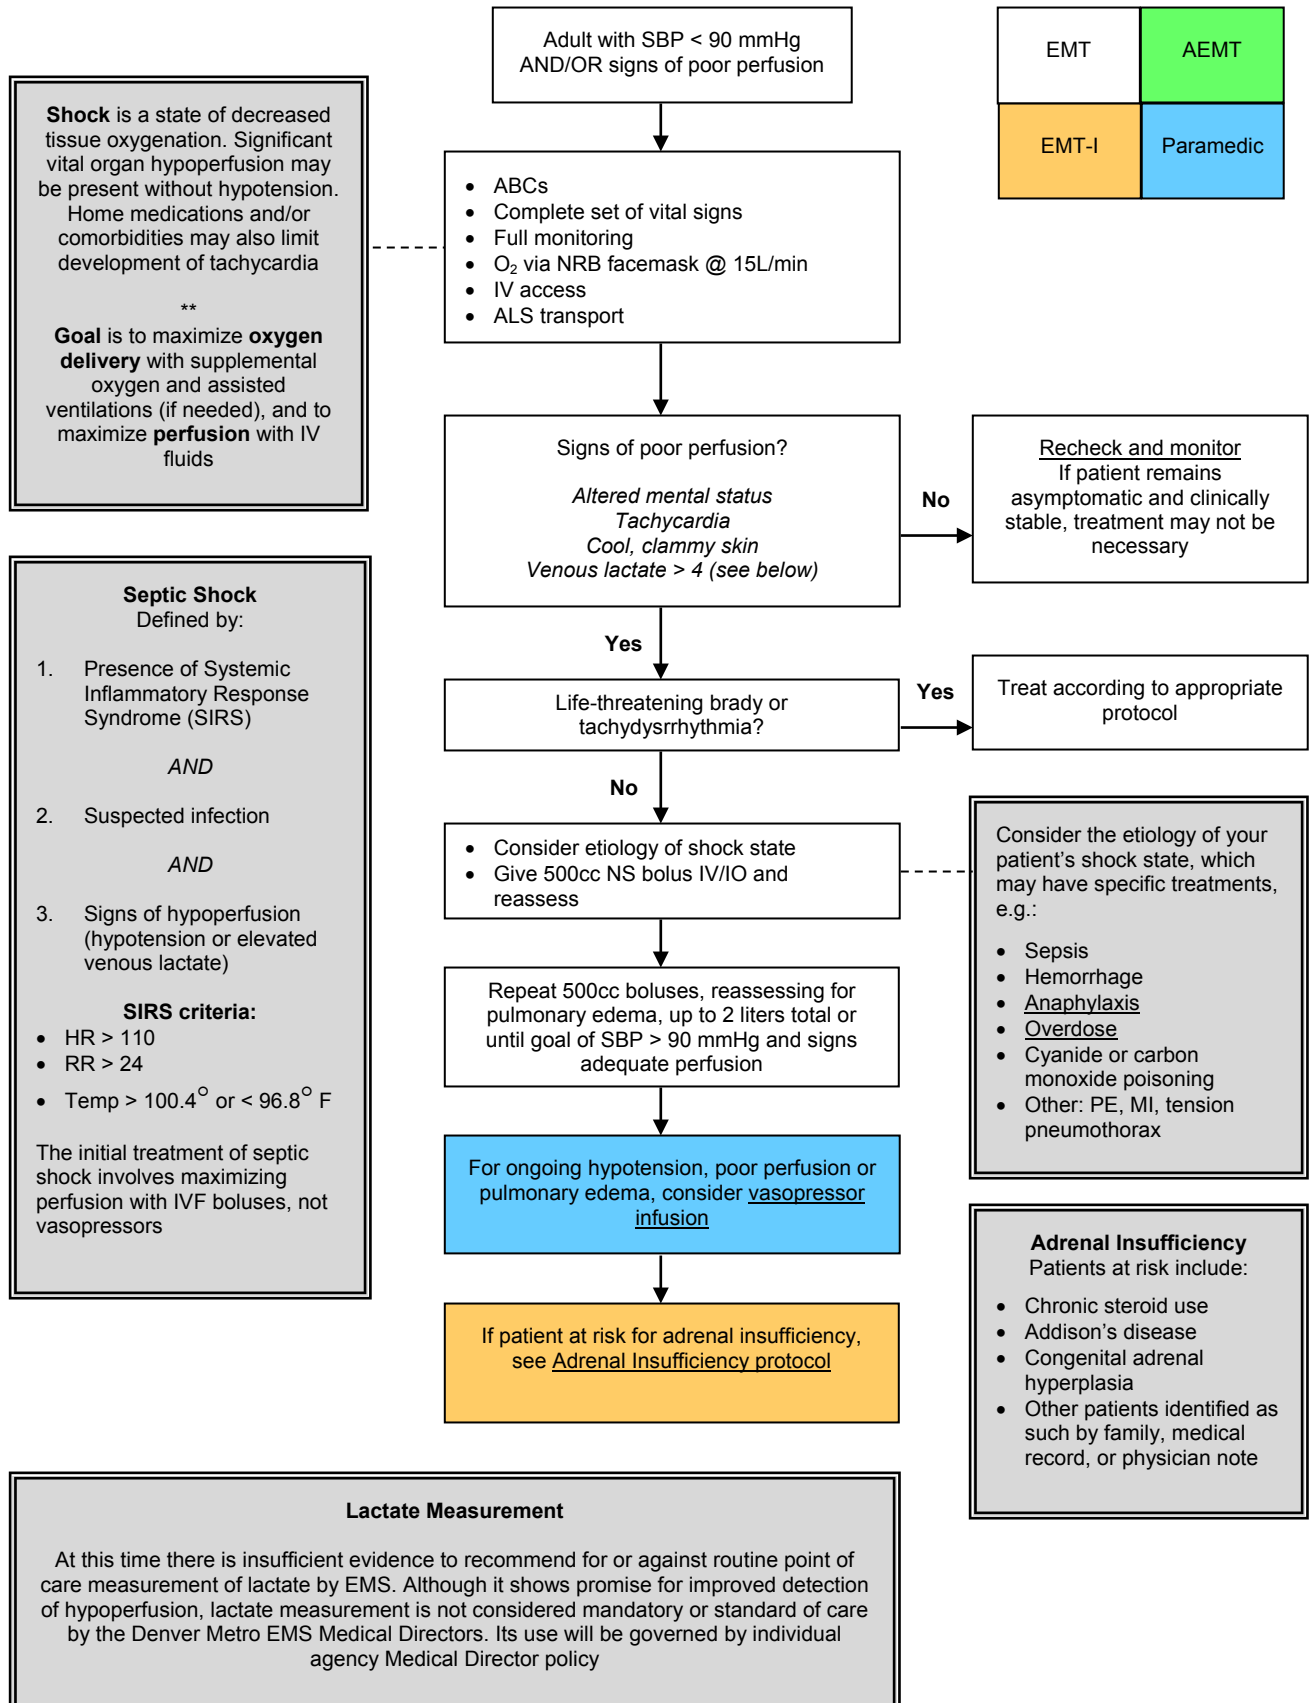 Adult with SBP < 90 mmHg
AND/OR signs of poor perfusion
EMT
AEMT
EMT-I
Paramedic
Shock is a state of decreased
tissue oxygenation. Significant
vital organ hypoperfusion may
be present without hypotension.
Home medications and/or
comorbidities may also limit
development of tachycardia
**
Goal is to maximize oxygen
delivery with supplemental
oxygen and assisted
ventilations (if needed), and to
maximize perfusion with IV
fluids
• ABCs
• Complete set of vital signs
• Full monitoring
• O₂ via NRB facemask @ 15L/min
• IV access
• ALS transport
Signs of poor perfusion?
Altered mental status
Tachycardia
Cool, clammy skin
Venous lactate > 4 (see below)
No
Recheck and monitor
If patient remains
asymptomatic and clinically
stable, treatment may not be
necessary
Yes
Life-threatening brady or
tachydysrrhythmia?
Yes
Treat according to appropriate
protocol
No
• Consider etiology of shock state
• Give 500cc NS bolus IV/IO and
reassess
Consider the etiology of your
patient's shock state, which
may have specific treatments,
e.g.:
• Sepsis
• Hemorrhage
• Anaphylaxis
• Overdose
• Cyanide or carbon
monoxide poisoning
• Other: PE, MI, tension
pneumothorax
Septic Shock
Defined by:
1. Presence of Systemic
Inflammatory Response
Syndrome (SIRS)
AND
2. Suspected infection
AND
3. Signs of hypoperfusion
(hypotension or elevated
venous lactate)
SIRS criteria:
• HR > 110
• RR > 24
• Temp > 100.4° or < 96.8° F
The initial treatment of septic
shock involves maximizing
perfusion with IVF boluses, not
vasopressors
Repeat 500cc boluses, reassessing for
pulmonary edema, up to 2 liters total or
until goal of SBP > 90 mmHg and signs
adequate perfusion
For ongoing hypotension, poor perfusion or
pulmonary edema, consider vasopressor
infusion
If patient at risk for adrenal insufficiency,
see Adrenal Insufficiency protocol
Adrenal Insufficiency
Patients at risk include:
• Chronic steroid use
• Addison's disease
• Congenital adrenal
hyperplasia
• Other patients identified as
such by family, medical
record, or physician note
Lactate Measurement
At this time there is insufficient evidence to recommend for or against routine point of
care measurement of lactate by EMS. Although it shows promise for improved detection
of hypoperfusion, lactate measurement is not considered mandatory or standard of care
by the Denver Metro EMS Medical Directors. Its use will be governed by individual
agency Medical Director policy